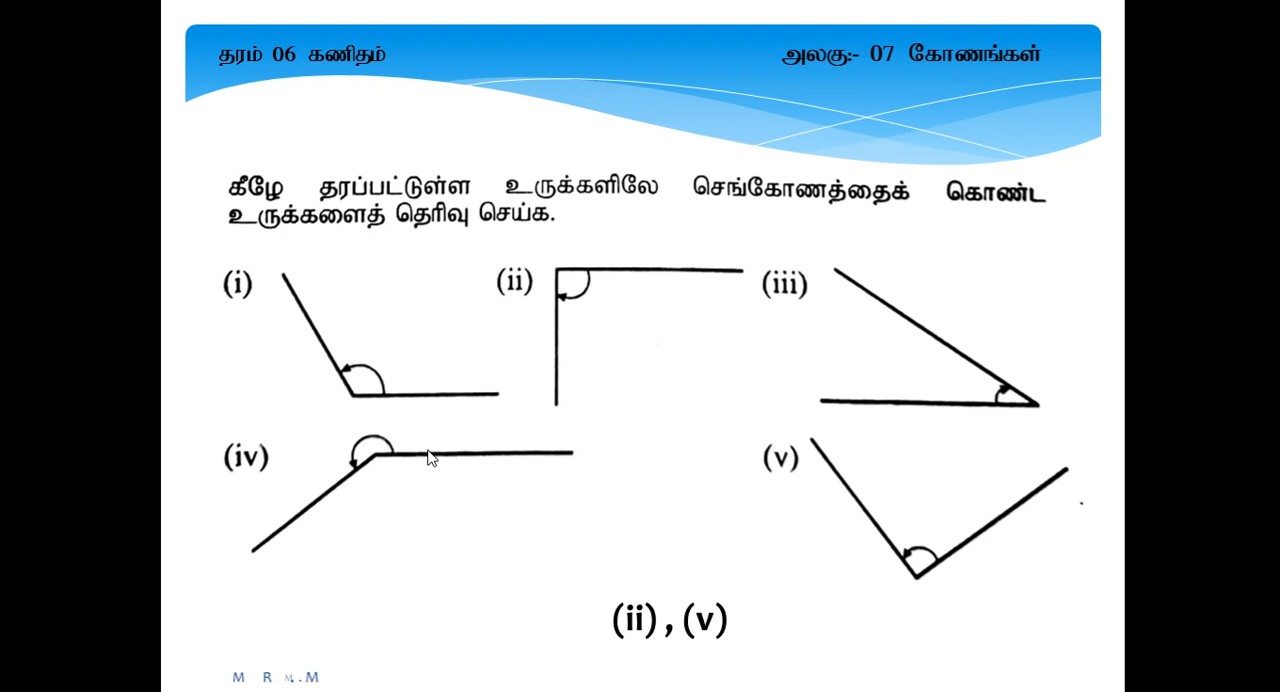 தரம் 06 கணிதம் அலகு:- 07 கோணங்கள்
கீழே தரப்பட்டுள்ள உருக்களிலே செங்கோணத்தைக் கொண்ட
உருக்களைத் தெரிவு செய்க.
(i) (ii) (iii)
(iv) (v)
(ii) , (v)
M R M .M